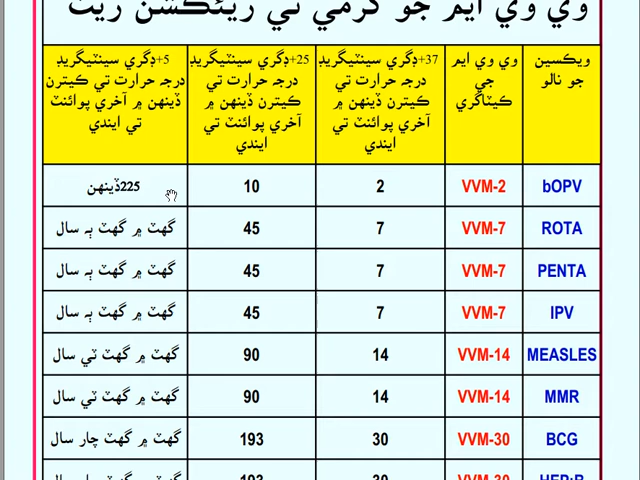 وي وي ايم جو گرمي تي ريئڪشن ريٽ
ويڪسين جو نالو
وي وي ايم جي ڪيٽاگري
+37ڊگري سينٽيگريڊ درجہ حرارت تي ڪيترن ڏينهن ۾ آخري پوائنٽ تي ايندي
+25ڊگري سينٽيگريڊ درجہ حرارت تي ڪيترن ڏينهن ۾ آخري پوائنٽ تي ايندي
+5ڊگري سينٽيگريڊ درجہ حرارت تي ڪيترن ڏينهن ۾ آخري پوائنٽ تي ايندي
bOPV VVM-2 2 10 225ڏينهن
ROTA VVM-7 7 45 گهٽ ۾ گهٽ ٻہ سال
PENTA VVM-7 7 45 گهٽ ۾ گهٽ ٻہ سال
IPV VVM-7 7 45 گهٽ ۾ گهٽ ٻہ سال
MEASLES VVM-14 14 90 گهٽ ۾ گهٽ ٽي سال
MMR VVM-14 14 90 گهٽ ۾ گهٽ ٽي سال
BCG VVM-30 30 193 گهٽ ۾ گهٽ چار سال
VVM-30 30 193